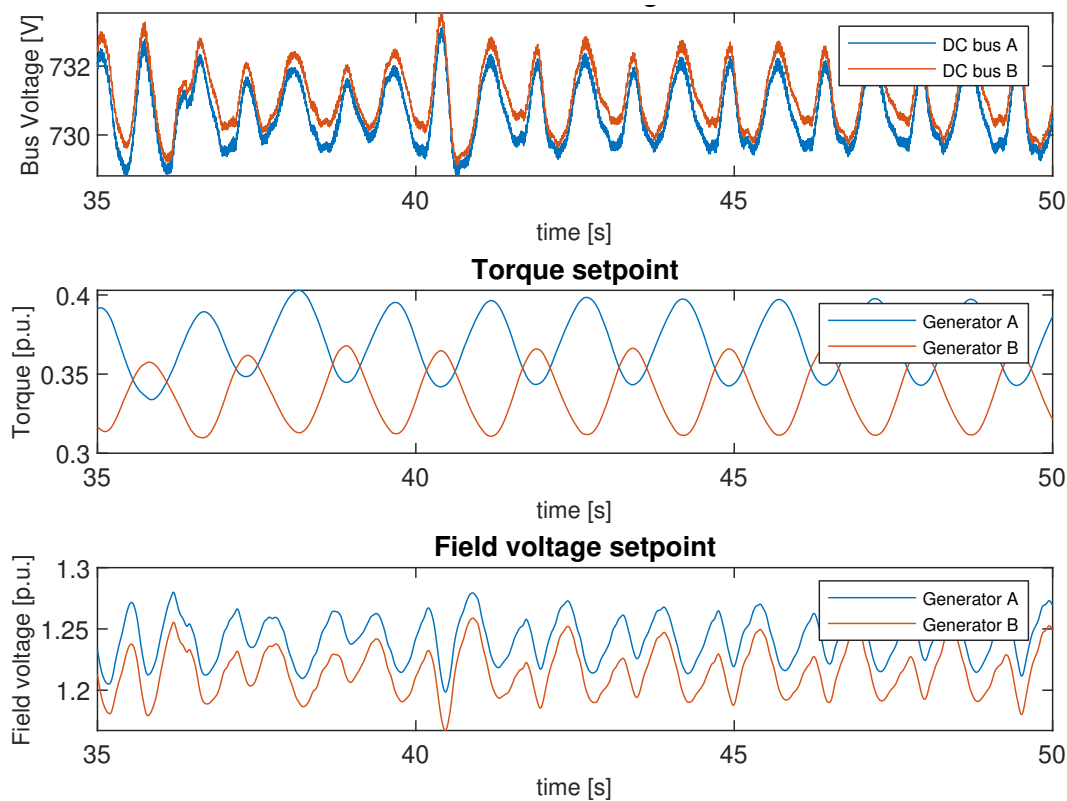 Bus Voltage [V]
732
730
DC bus A
DC bus B
35
40
45
50
time [s]
Torque setpoint
Torque [p.u.]
0.4
0.35
0.3
Generator A
Generator B
35
40
45
50
time [s]
Field voltage setpoint
Field voltage [p.u.]
1.3
1.25
1.2
Generator A
Generator B
35
40
45
50
time [s]